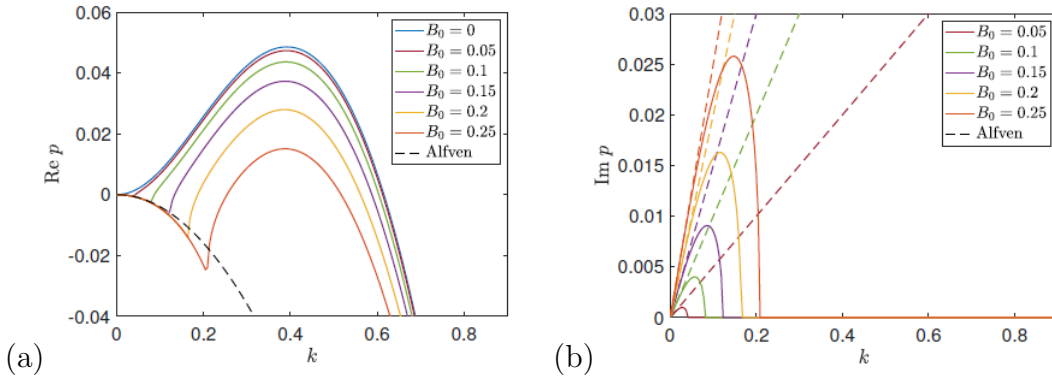 0.06
0.04
0.02
0
-0.02
-0.04
Re p
0
0.2
0.4
0.6
0.8
k
B₀ = 0
B₀ = 0.05
B₀ = 0.1
B₀ = 0.15
B₀ = 0.2
B₀ = 0.25
Alfven
(a)
0.03
0.025
0.02
0.015
0.01
0.005
0
Im p
0
0.2
0.4
0.6
0.8
k
B₀ = 0.05
B₀ = 0.1
B₀ = 0.15
B₀ = 0.2
B₀ = 0.25
Alfven
(b)